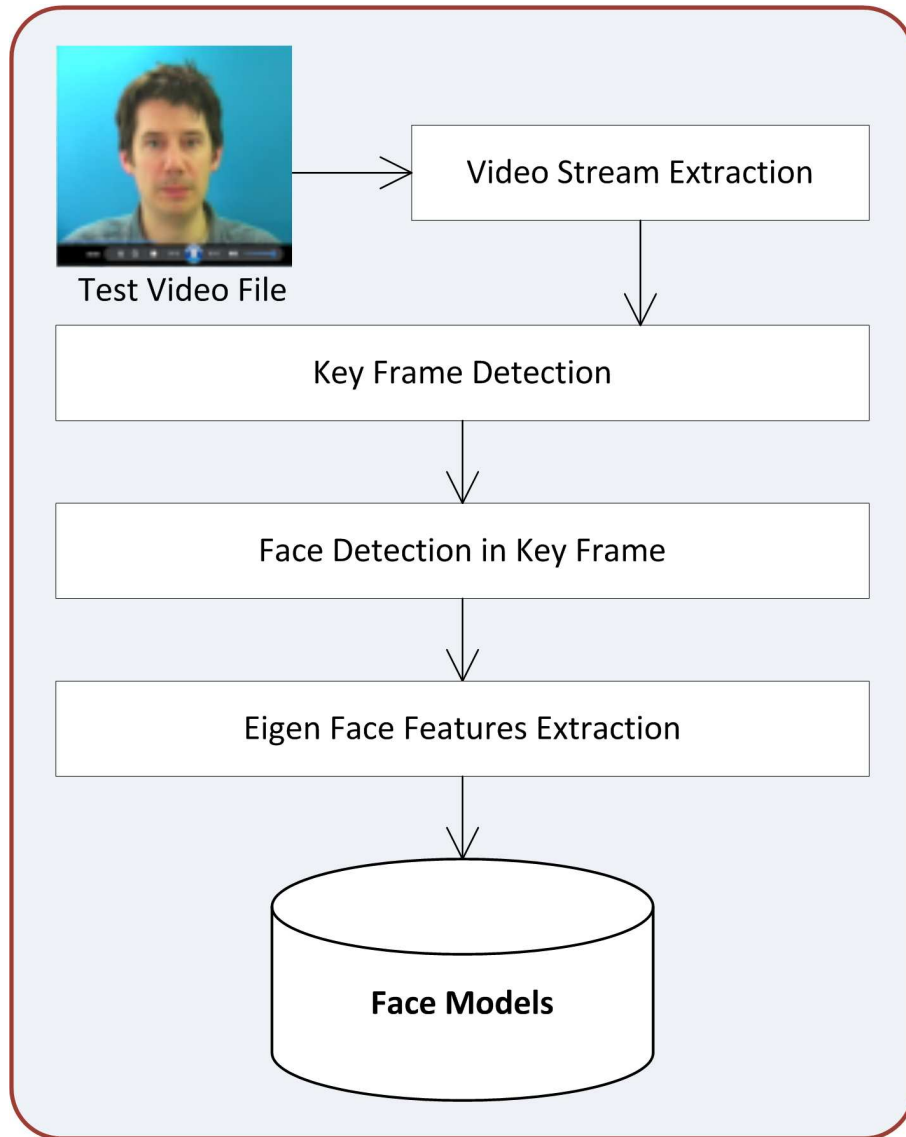 Video Stream Extraction
Test Video File
Key Frame Detection
Face Detection in Key Frame
Eigen Face Features Extraction
Face Models